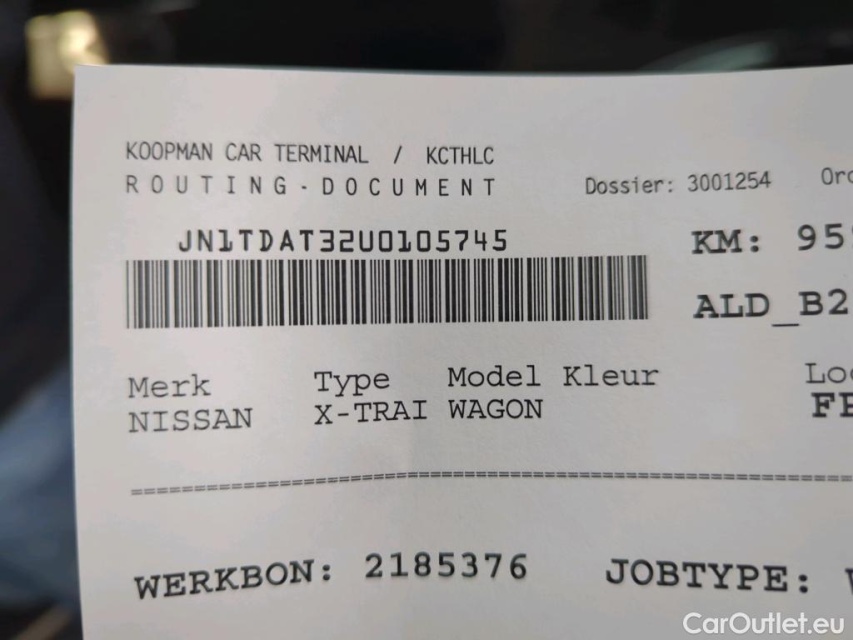 KOOPMAN CAR TERMINAL / KCTHLC
ROUTING-DOCUMENT
Dossier: 3001254
JN1TDAT32U0105745
KM: 95
ALD_B2
Merk Type Model Kleur
NISSAN X-TRAI WAGON
WERKBON: 2185376
JOBTYPE:
CarOutlet.eu